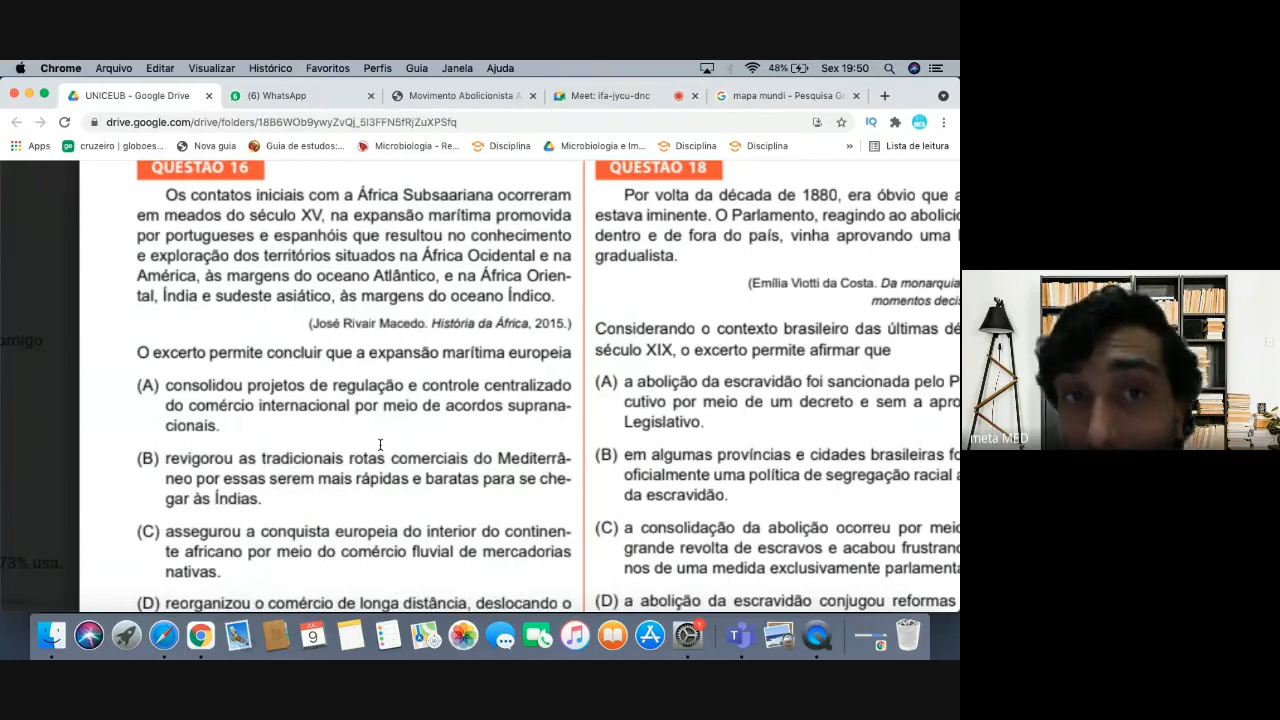 Chrome Arquivo Editar Visualizar Histórico Favoritos Perfis Guia Janela Ajuda
48% Sex 19:50
UNICEUB - Google Drive
(6) WhatsApp
Movimento Abolicionista A
Meet: ifa-jycu-dnc
mapa mundi - Pesquisa Go
drive.google.com/drive/folders/18B6WOb9ywyZvQj_5I3FFN5fRjZuXPSfq
Apps
cruzeiro | globoes...
Nova guia
Guia de estudos:...
Microbiologia - Re...
Disciplina
Microbiologia e Im...
Disciplina
Disciplina
»
Lista de leitura
omigo
73% usa.
QUESTÃO 16
Os contatos iniciais com a África Subsaariana ocorreram
em meados do século XV, na expansão marítima promovida
por portugueses e espanhóis que resultou no conhecimento
e exploração dos territórios situados na África Ocidental e na
América, às margens do oceano Atlântico, e na África Orien-
tal, Índia e sudeste asiático, às margens do oceano Índico.
(José Rivair Macedo. História da África, 2015.)
O excerto permite concluir que a expansão marítima europeia
(A) consolidou projetos de regulação e controle centralizado
do comércio internacional por meio de acordos suprana-
cionais.
(B) revigorou as tradicionais rotas comerciais do Mediterrâ-
neo por essas serem mais rápidas e baratas para se che-
gar às Índias.
(C) assegurou a conquista europeia do interior do continen-
te africano por meio do comércio fluvial de mercadorias
nativas.
(D) reorganizou o comércio de longa distância, deslocando o
QUESTÃO 18
Por volta da década de 1880, era óbvio que a
estava iminente. O Parlamento, reagindo ao abolicio
dentro e de fora do país, vinha aprovando uma l
gradualista.
(Emília Viotti da Costa. Da monarquia
momentos decis
Considerando o contexto brasileiro das últimas dé
século XIX, o excerto permite afirmar que
(A) a abolição da escravidão foi sancionada pelo P
cutivo por meio de um decreto e sem a apro
Legislativo.
(B) em algumas províncias e cidades brasileiras fo
oficialmente uma política de segregação racial a
da escravidão.
(C) a consolidação da abolição ocorreu por meio
grande revolta de escravos e acabou frustran
nos de uma medida exclusivamente parlamenta
(D) a abolição da escravidão conjugou reformas
meta MED
JUL
9
1